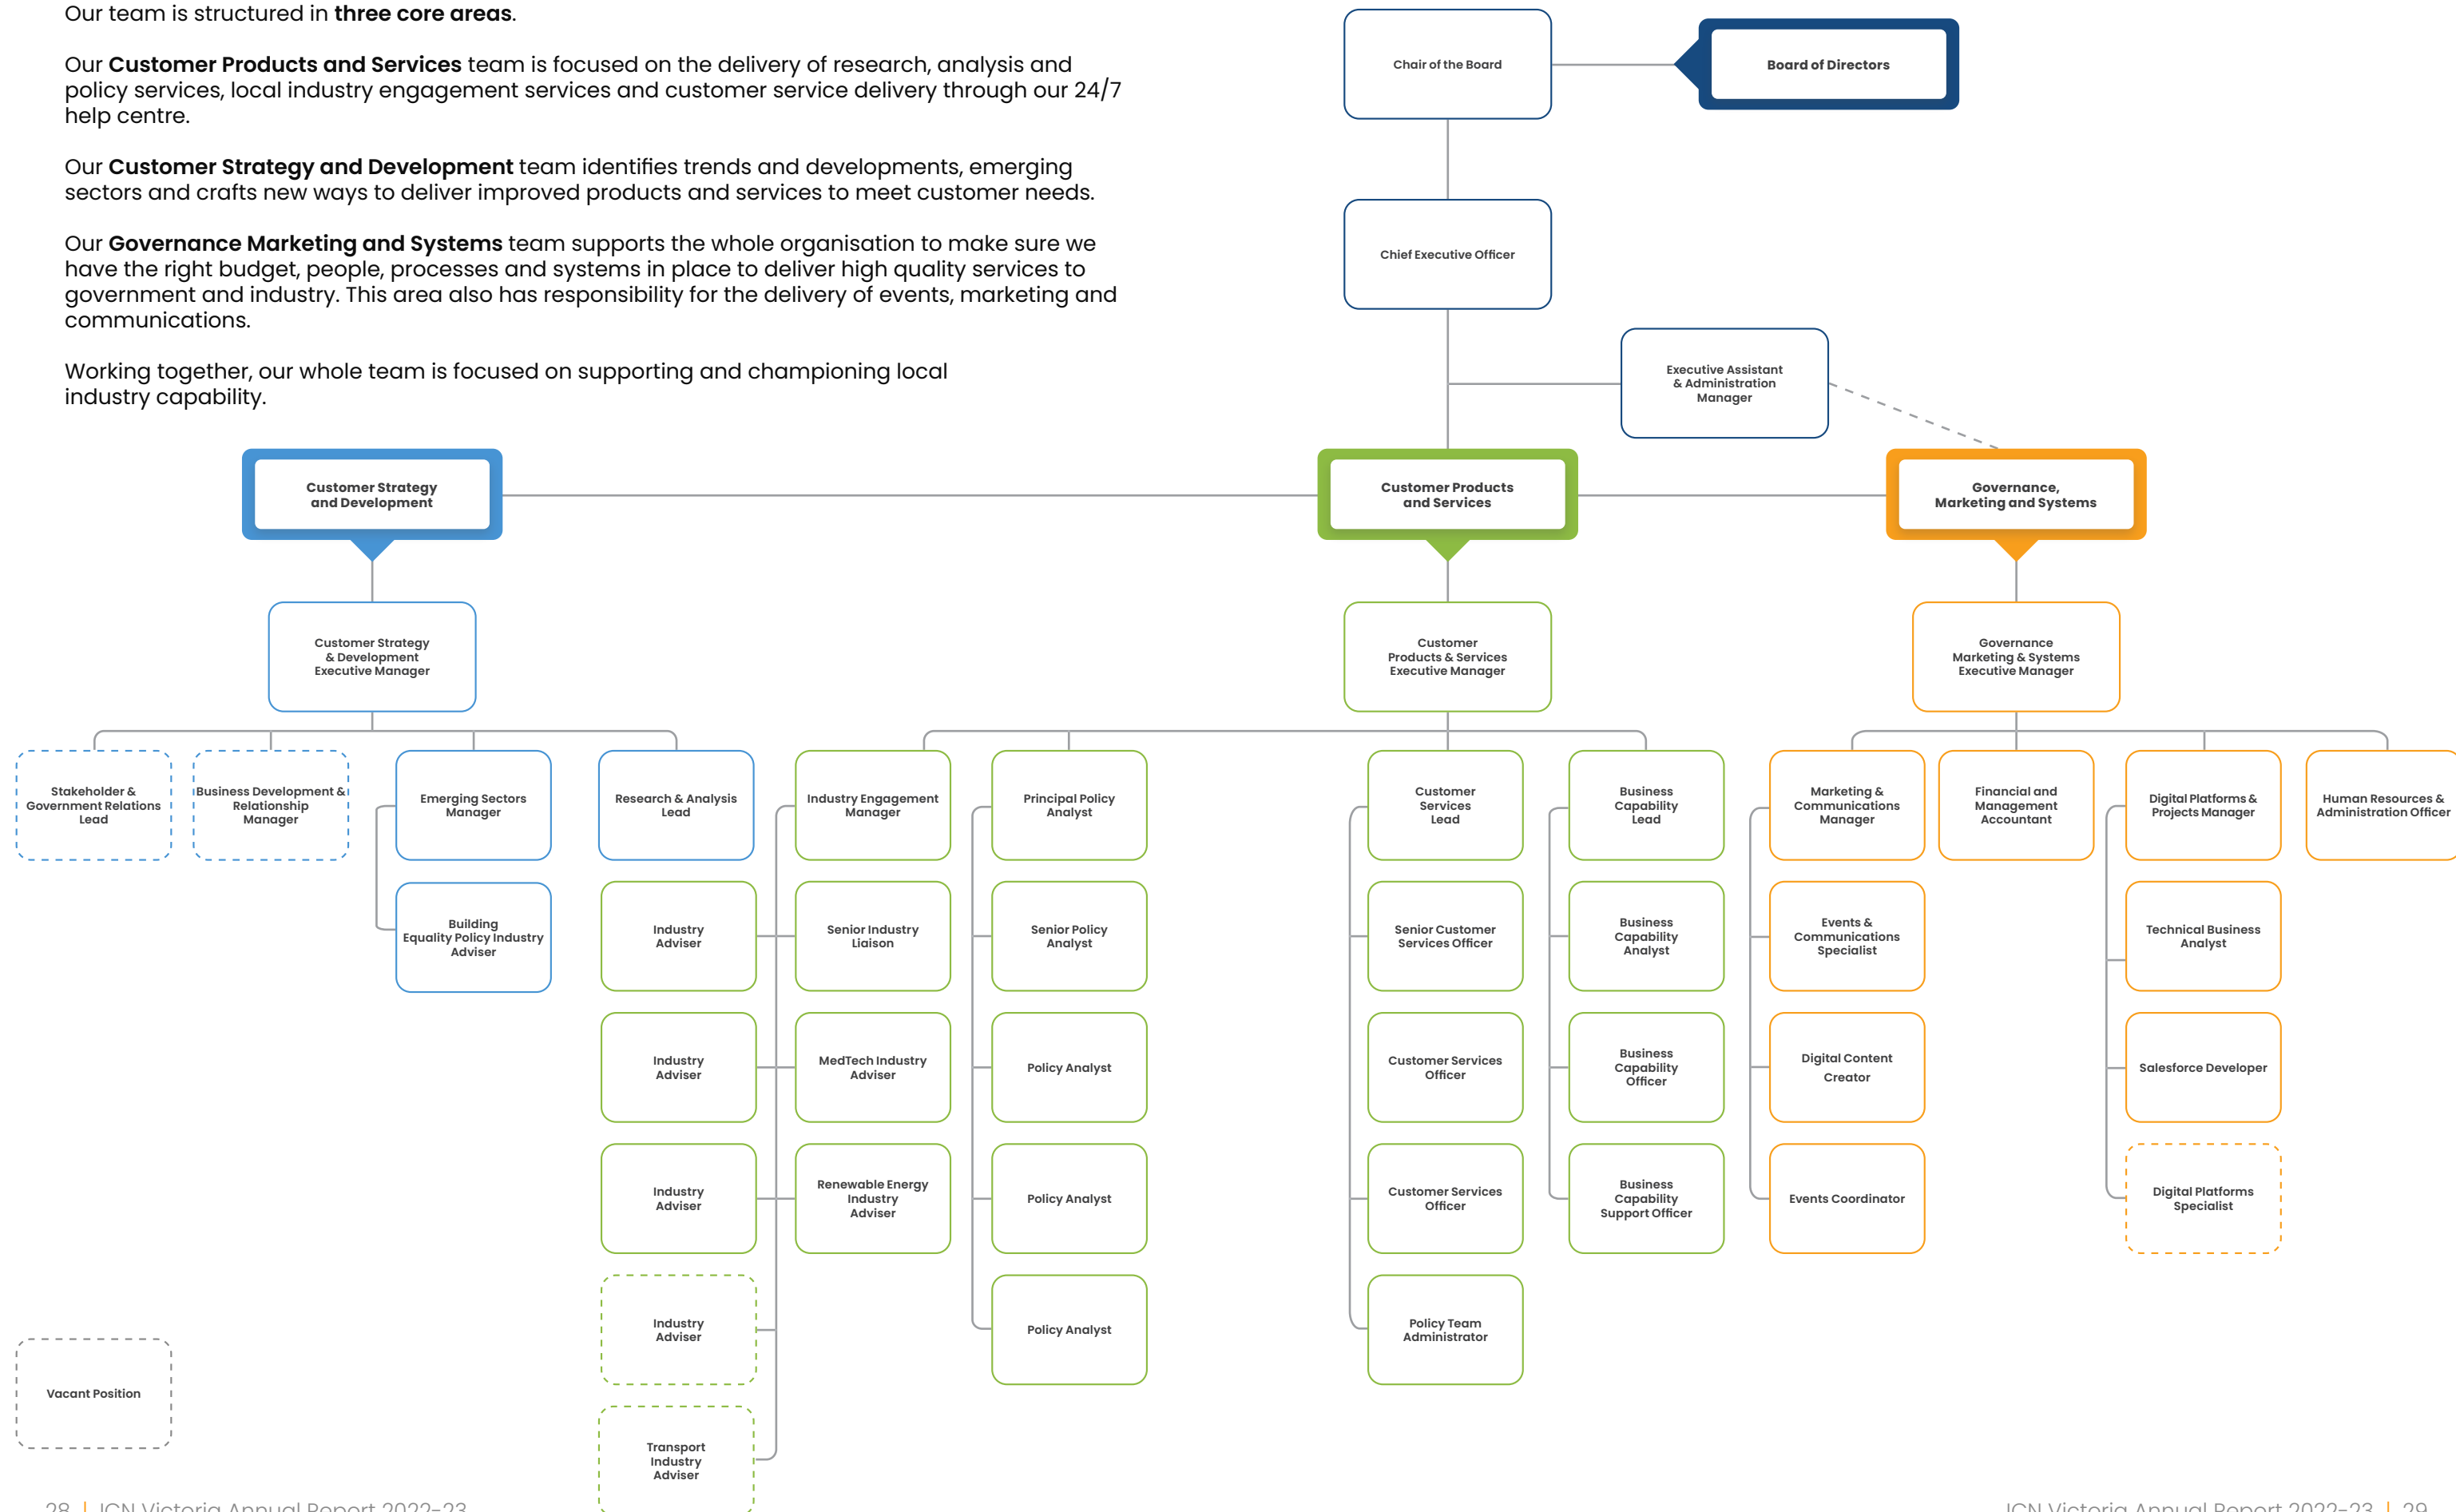 Our team is structured in three core areas.
Our Customer Products and Services team is focused on the delivery of research, analysis and
policy services, local industry engagement services and customer service delivery through our 24/7
help centre.
Our Customer Strategy and Development team identifies trends and developments, emerging
sectors and crafts new ways to deliver improved products and services to meet customer needs.
Our Governance Marketing and Systems team supports the whole organisation to make sure we
have the right budget, people, processes and systems in place to deliver high quality services to
government and industry. This area also has responsibility for the delivery of events, marketing and
communications.
Working together, our whole team is focused on supporting and championing local
industry capability.
Chair of the Board
Board of Directors
Chief Executive Officer
Executive Assistant
& Administration
Manager
Customer Strategy
and Development
Customer Products
and Services
Governance,
Marketing and Systems
Customer Strategy
& Development
Executive Manager
Customer
Products & Services
Executive Manager
Governance
Marketing & Systems
Executive Manager
Stakeholder &
Government Relations
Lead
Business Development &
Relationship
Manager
Emerging Sectors
Manager
Research & Analysis
Lead
Industry Engagement
Manager
Principal Policy
Analyst
Customer
Services
Lead
Business
Capability
Lead
Marketing &
Communications
Manager
Financial and
Management
Accountant
Digital Platforms &
Projects Manager
Human Resources &
Administration Officer
Building
Equality Policy Industry
Adviser
Industry
Adviser
Senior Industry
Liaison
Senior Policy
Analyst
Senior Customer
Services Officer
Business
Capability
Analyst
Events &
Communications
Specialist
Technical Business
Analyst
Industry
Adviser
MedTech Industry
Adviser
Policy Analyst
Customer Services
Officer
Business
Capability
Officer
Digital Content
Creator
Salesforce Developer
Industry
Adviser
Renewable Energy
Industry
Adviser
Policy Analyst
Customer Services
Officer
Business
Capability
Support Officer
Events Coordinator
Digital Platforms
Specialist
Industry
Adviser
Policy Analyst
Policy Team
Administrator
Vacant Position
Transport
Industry
Adviser
28 | ICN Victoria Annual Report 2022-23
ICN Victoria Annual Report 2022-23 | 29